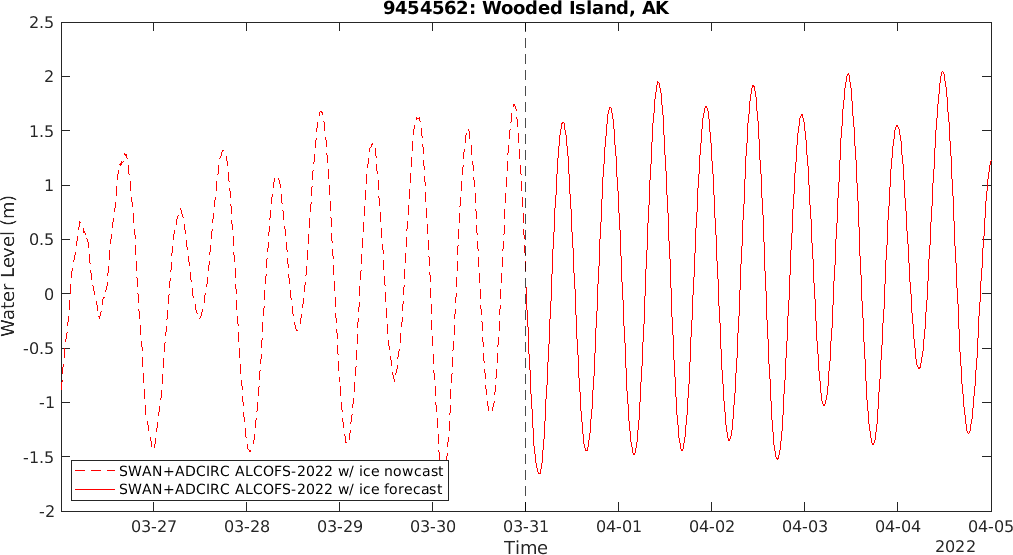 9454562: Wooded Island, AK
2.5
2
1.5
1
0.5
0
-0.5
-1
-1.5
-2
Water Level (m)
SWAN+ADCIRC ALCOFS-2022 w/ ice nowcast
SWAN+ADCIRC ALCOFS-2022 w/ ice forecast
03-27 03-28 03-29 03-30 03-31 04-01 04-02 04-03 04-04 04-05
Time
2022